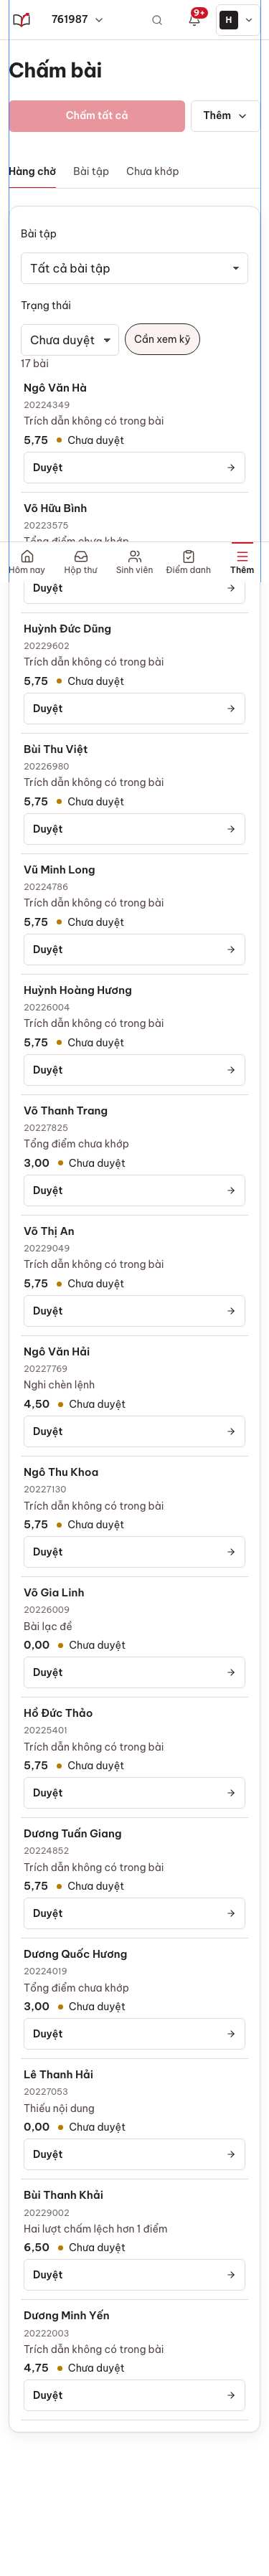 761987
9+
H
Chấm bài
Chấm tất cả
Thêm
Hàng chờ
Bài tập
Chưa khớp
Bài tập
Tất cả bài tập
Trạng thái
Chưa duyệt
Cần xem kỹ
17 bài
Ngô Văn Hà
20224349
Trích dẫn không có trong bài
5,75 Chưa duyệt
Duyệt
Võ Hữu Bình
20223575
Tổng điểm chưa khớp
Hôm nay
Hộp thư
Sinh viên
Điểm danh
Thêm
Duyệt
Huỳnh Đức Dũng
20229602
Trích dẫn không có trong bài
5,75 Chưa duyệt
Duyệt
Bùi Thu Việt
20226980
Trích dẫn không có trong bài
5,75 Chưa duyệt
Duyệt
Vũ Minh Long
20224786
Trích dẫn không có trong bài
5,75 Chưa duyệt
Duyệt
Huỳnh Hoàng Hương
20226004
Trích dẫn không có trong bài
5,75 Chưa duyệt
Duyệt
Võ Thanh Trang
20227825
Tổng điểm chưa khớp
3,00 Chưa duyệt
Duyệt
Võ Thị An
20229049
Trích dẫn không có trong bài
5,75 Chưa duyệt
Duyệt
Ngô Văn Hải
20227769
Nghi chèn lệnh
4,50 Chưa duyệt
Duyệt
Ngô Thu Khoa
20227130
Trích dẫn không có trong bài
5,75 Chưa duyệt
Duyệt
Võ Gia Linh
20226009
Bài lạc đề
0,00 Chưa duyệt
Duyệt
Hồ Đức Thảo
20225401
Trích dẫn không có trong bài
5,75 Chưa duyệt
Duyệt
Dương Tuấn Giang
20224852
Trích dẫn không có trong bài
5,75 Chưa duyệt
Duyệt
Dương Quốc Hương
20224019
Tổng điểm chưa khớp
3,00 Chưa duyệt
Duyệt
Lê Thanh Hải
20227053
Thiếu nội dung
0,00 Chưa duyệt
Duyệt
Bùi Thanh Khải
20229002
Hai lượt chấm lệch hơn 1 điểm
6,50 Chưa duyệt
Duyệt
Dương Minh Yến
20222003
Trích dẫn không có trong bài
4,75 Chưa duyệt
Duyệt